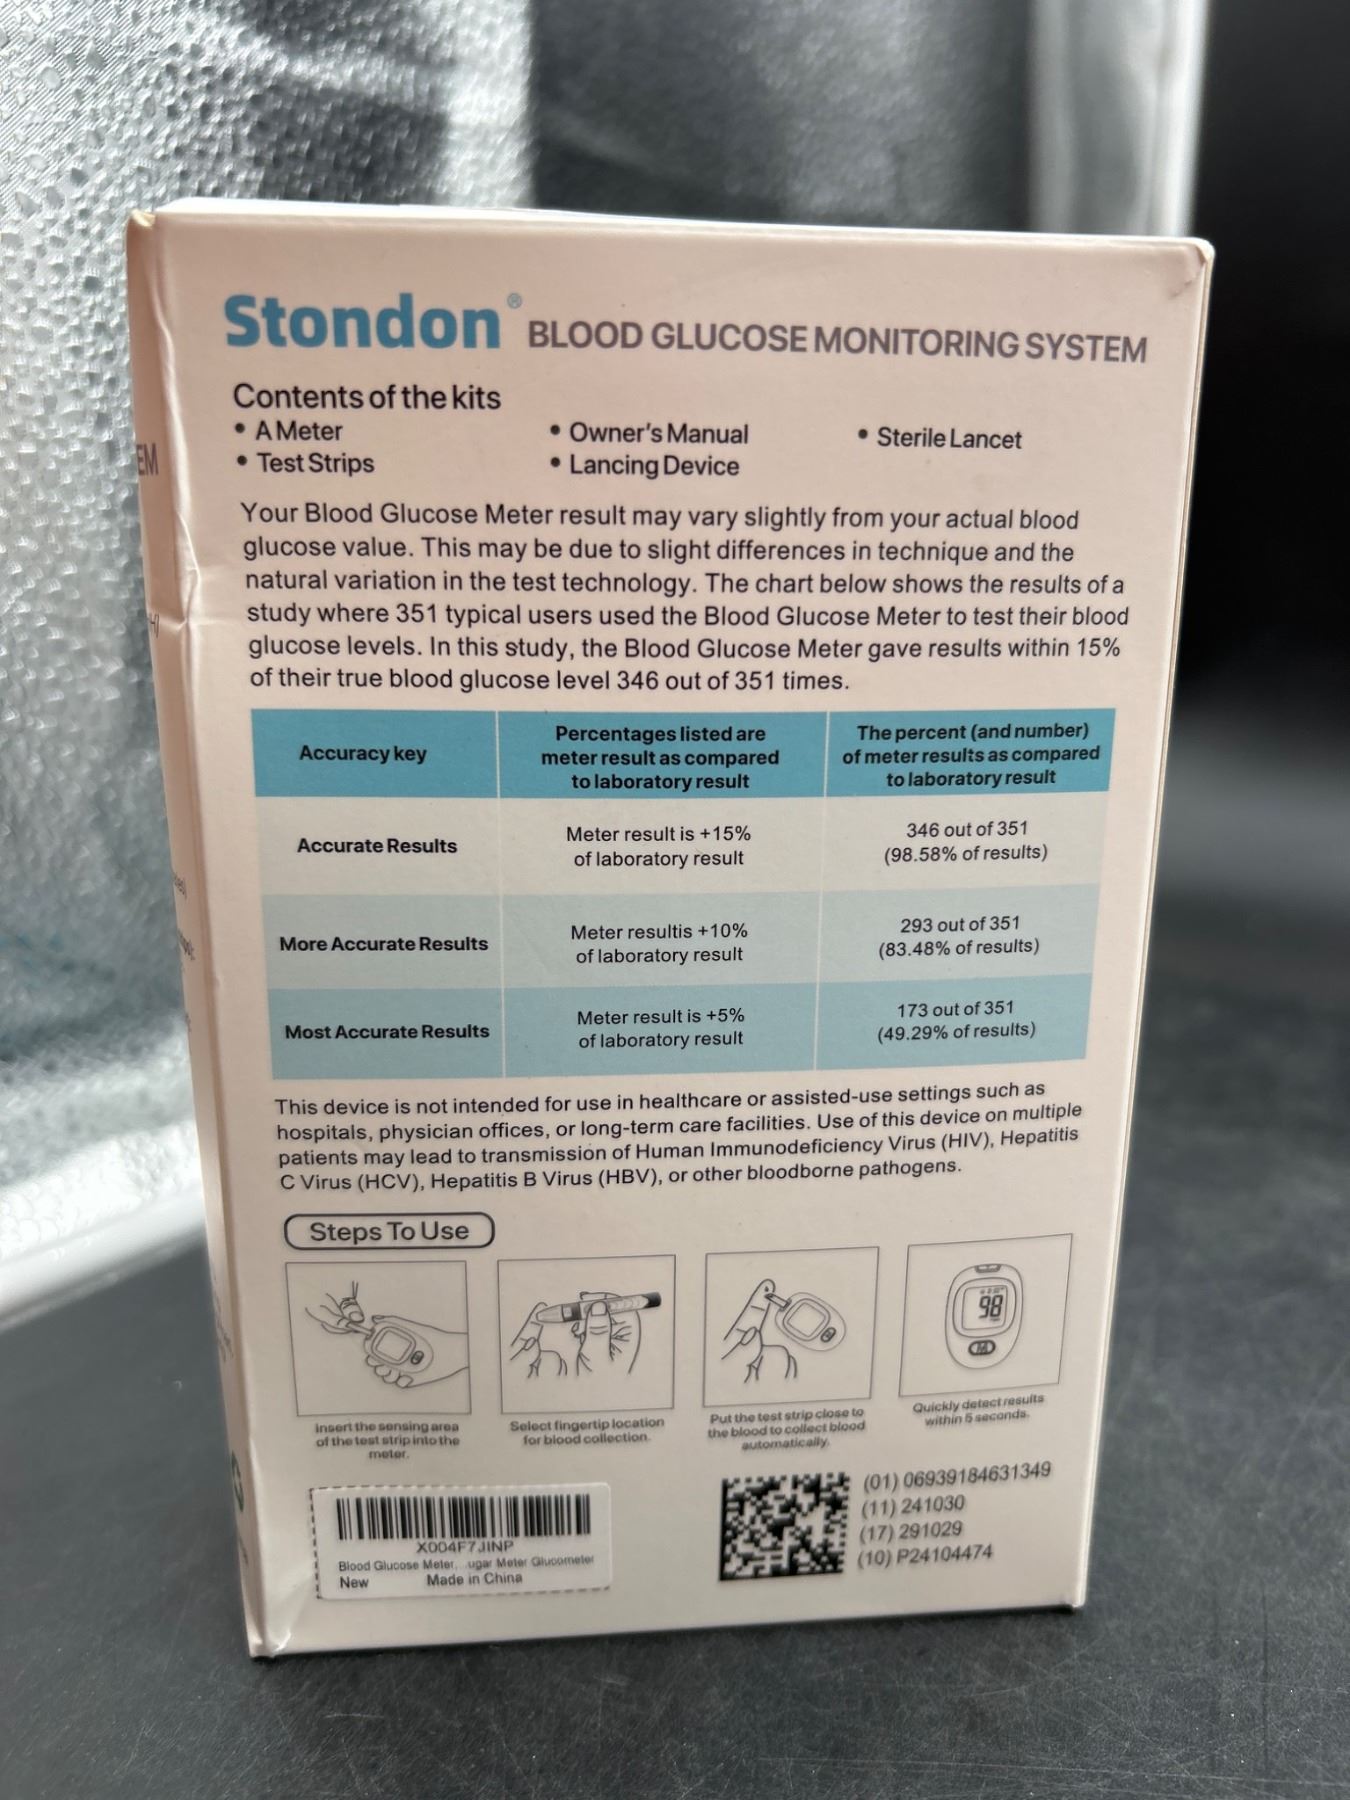 Stondon® BLOOD GLUCOSE MONITORING SYSTEM
Contents of the kits
• A Meter
• Owner's Manual
• Sterile Lancet
• Test Strips
• Lancing Device
Your Blood Glucose Meter result may vary slightly from your actual blood
glucose value. This may be due to slight differences in technique and the
natural variation in the test technology. The chart below shows the results of a
study where 351 typical users used the Blood Glucose Meter to test their blood
glucose levels. In this study, the Blood Glucose Meter gave results within 15%
of their true blood glucose level 346 out of 351 times.
Accuracy key
Percentages listed are
meter result as compared
to laboratory result
The percent (and number)
of meter results as compared
to laboratory result
Accurate Results
Meter result is +15%
of laboratory result
346 out of 351
(98.58% of results)
More Accurate Results
Meter resultis +10%
of laboratory result
293 out of 351
(83.48% of results)
Most Accurate Results
Meter result is +5%
of laboratory result
173 out of 351
(49.29% of results)
This device is not intended for use in healthcare or assisted-use settings such as
hospitals, physician offices, or long-term care facilities. Use of this device on multiple
patients may lead to transmission of Human Immunodeficiency Virus (HIV), Hepatitis
C Virus (HCV), Hepatitis B Virus (HBV), or other bloodborne pathogens.
Steps To Use
98
M
Insert the sensing area
of the test strip into the
meter.
Select fingertip location
for blood collection.
Put the test strip close to
the blood to collect blood
automatically.
Quickly detect results
within 5 seconds.
X004F7JINP
Blood Glucose Meter, ...ugar Meter Glucometer
New Made in China
(01) 06939184631349
(11) 241030
(17) 291029
(10) P24104474
EM